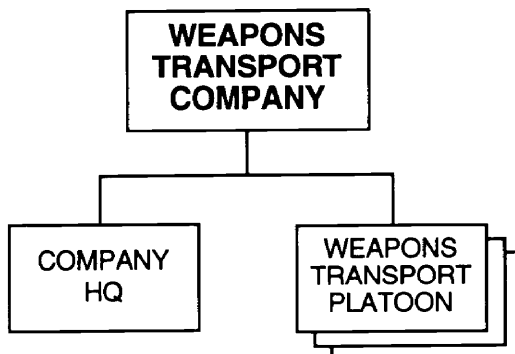 WEAPONS
TRANSPORT
COMPANY
COMPANY
HQ
WEAPONS
TRANSPORT
PLATOON